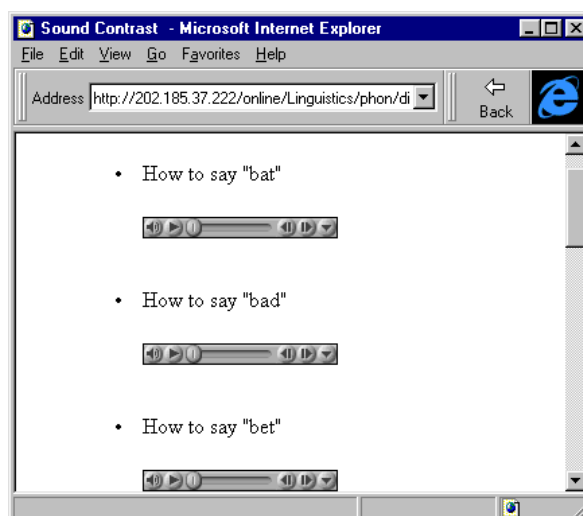 Sound Contrast - Microsoft Internet Explorer
File Edit View Go Favorites Help
Address http://202.185.37.222/online/Linguistics/phon/di
Back
• How to say "bat"
• How to say "bad"
• How to say "bet"